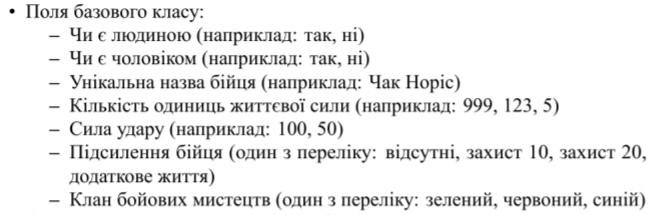 • Поля базового класу:
– Чи є людиною (наприклад: так, ні)
– Чи є чоловіком (наприклад: так, ні)
– Унікальна назва бійця (наприклад: Чак Норіс)
– Кількість одиниць життєвої сили (наприклад: 999, 123, 5)
– Сила удару (наприклад: 100, 50)
– Підсилення бійця (один з переліку: відсутні, захист 10, захист 20,
додаткове життя)
– Клан бойових мистецтв (один з переліку: зелений, червоний, синій)